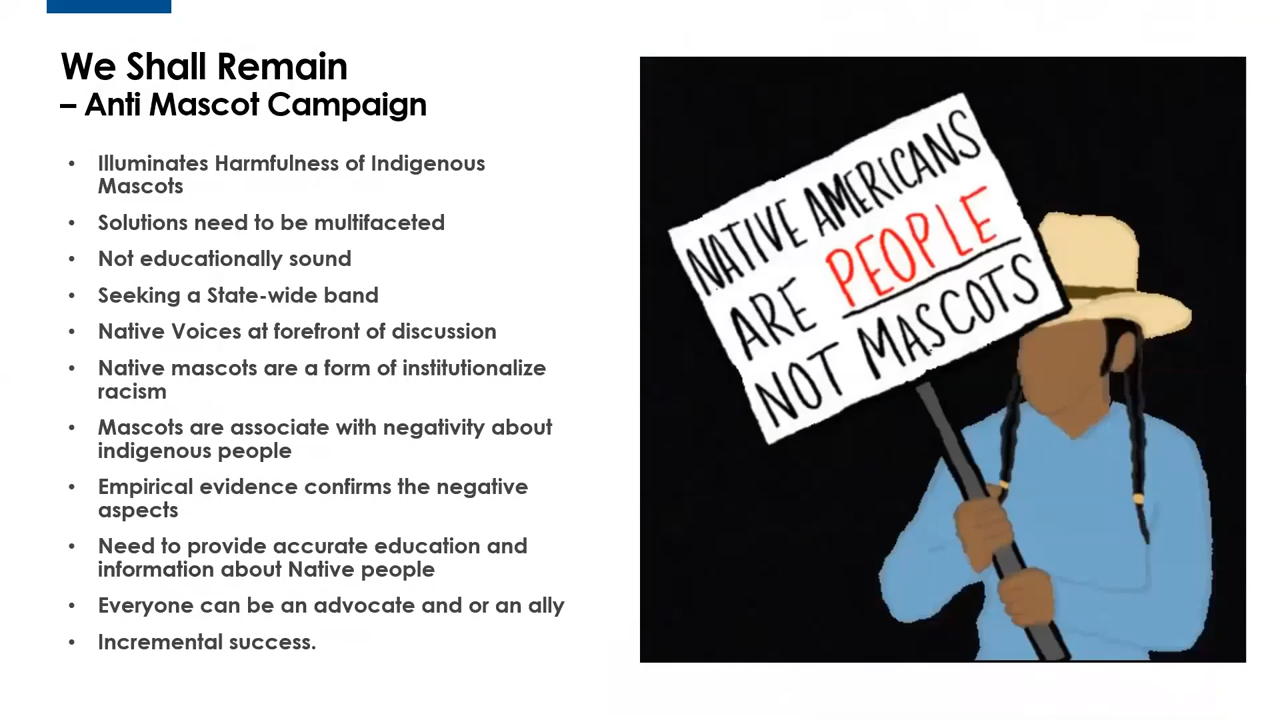 We Shall Remain
– Anti Mascot Campaign
• Illuminates Harmfulness of Indigenous
Mascots
• Solutions need to be multifaceted
• Not educationally sound
• Seeking a State-wide band
• Native Voices at forefront of discussion
• Native mascots are a form of institutionalize
racism
• Mascots are associate with negativity about
indigenous people
• Empirical evidence confirms the negative
aspects
• Need to provide accurate education and
information about Native people
• Everyone can be an advocate and or an ally
• Incremental success.
NATIVE AMERICANS
ARE PEOPLE
NOT MASCOTS